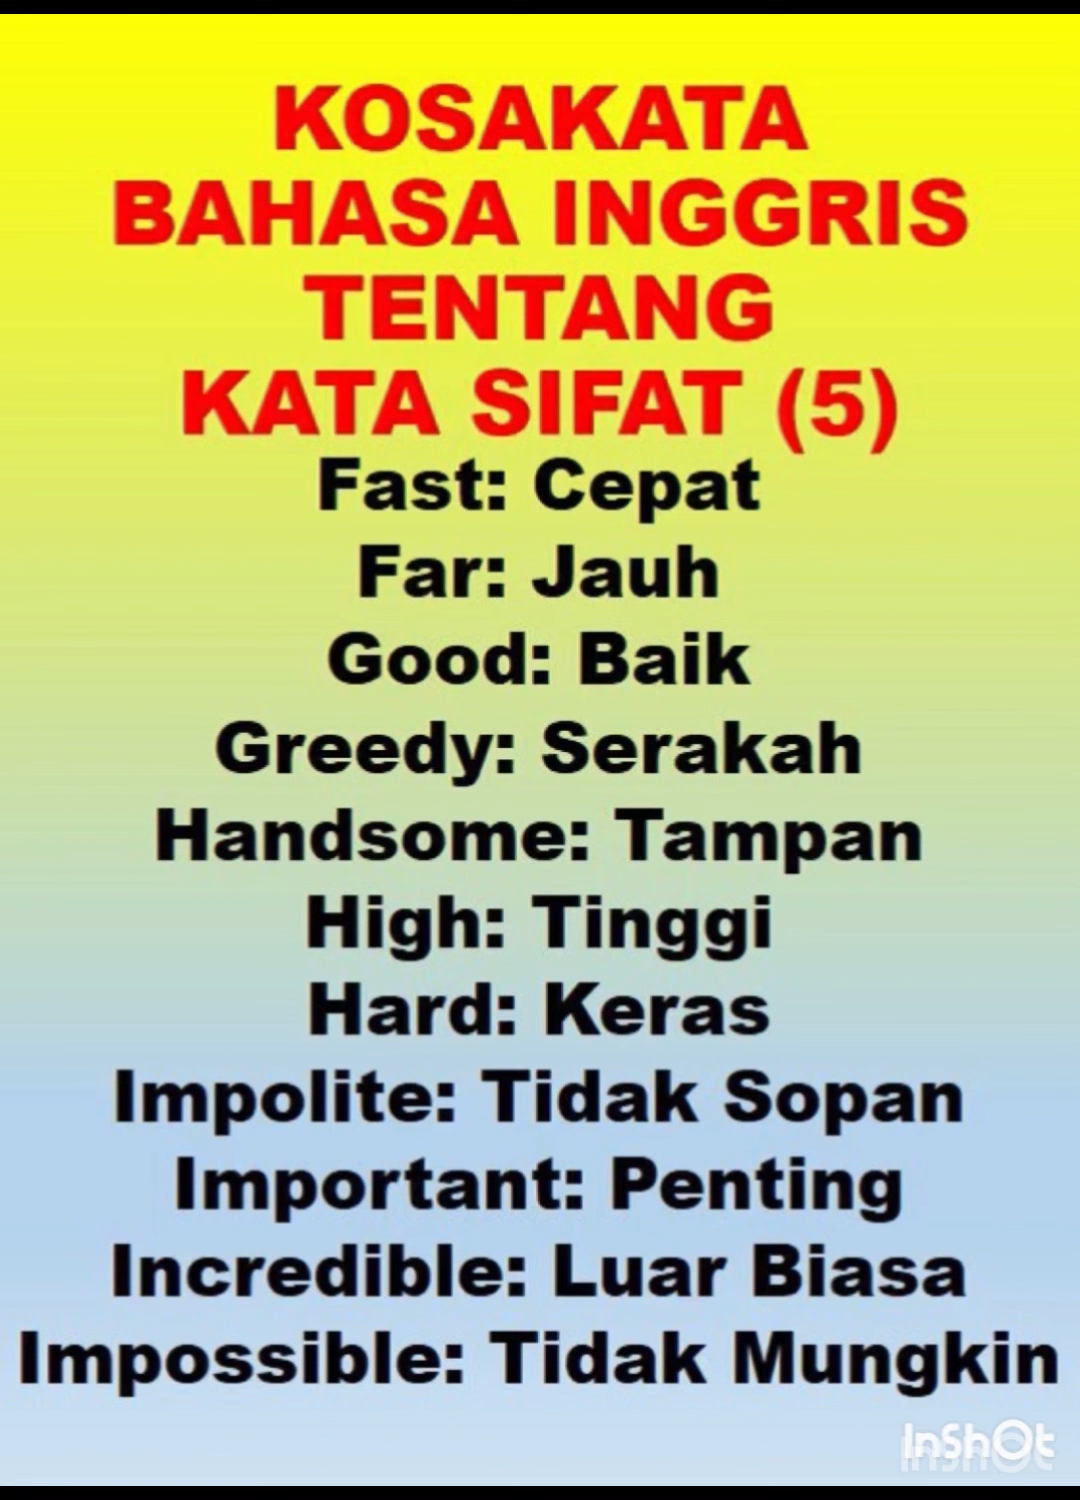 KOSAKATA
BAHASA INGGRIS
TENTANG
KATA SIFAT (5)
Fast: Cepat
Far: Jauh
Good: Baik
Greedy: Serakah
Handsome: Tampan
High: Tinggi
Hard: Keras
Impolite: Tidak Sopan
Important: Penting
Incredible: Luar Biasa
Impossible: Tidak Mungkin
InShOt